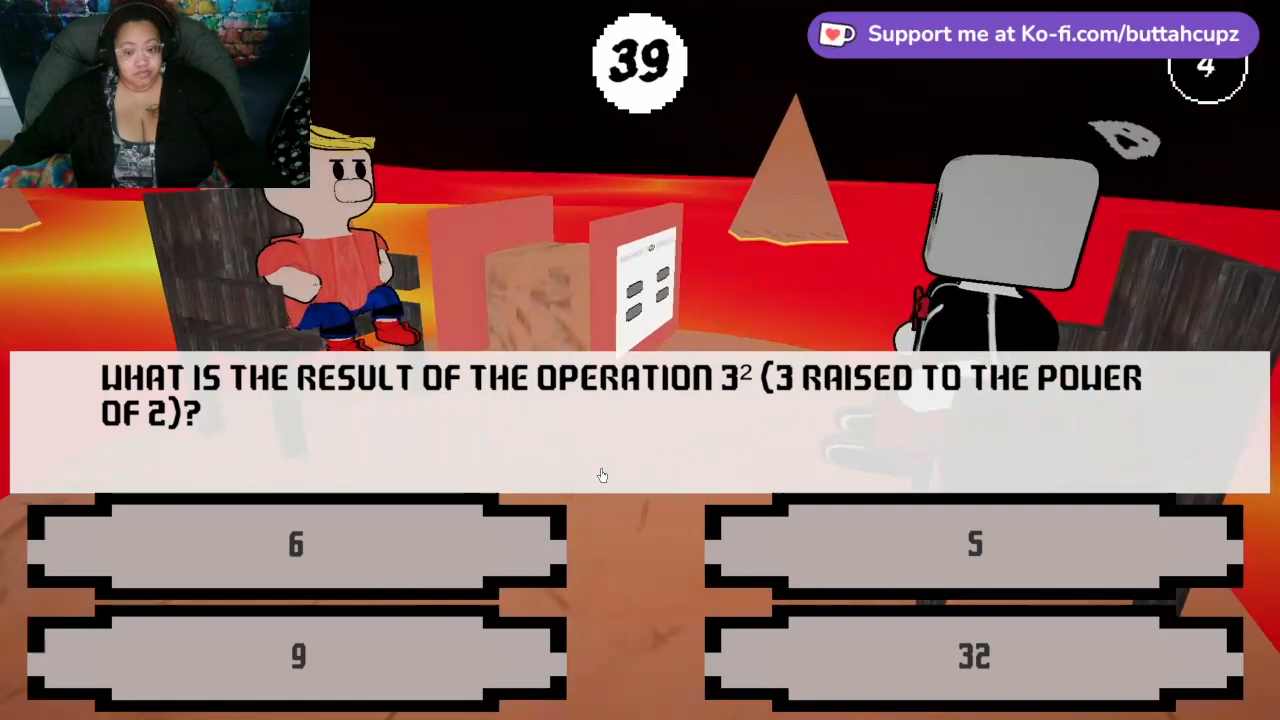 39
Support me at Ko-fi.com/buttahcupz
4
WHAT IS THE RESULT OF THE OPERATION 3² (3 RAISED TO THE POWER
OF 2)?
6
5
9
32